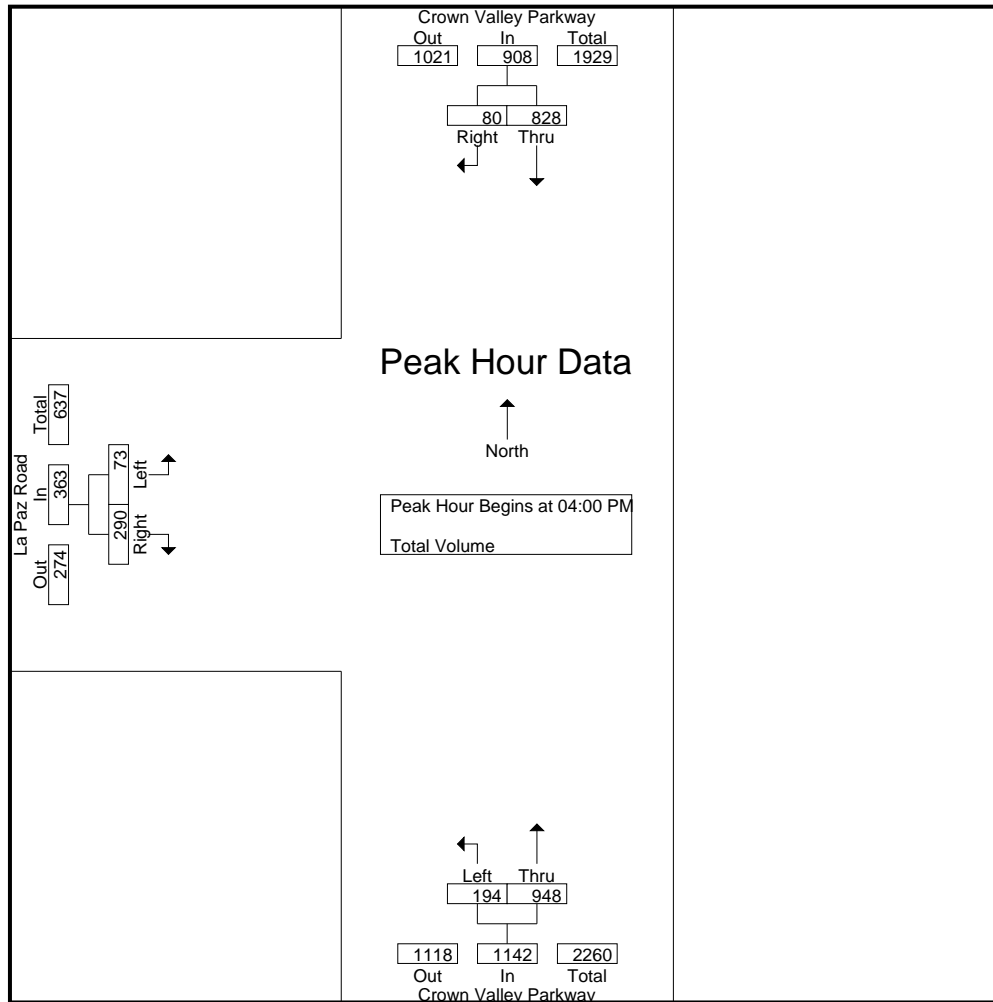 Crown Valley Parkway
Out In Total
1021 908 1929
80 828
Right Thru
Peak Hour Data
North
Peak Hour Begins at 04:00 PM
Total Volume
La Paz Road
Out In Total
274 363 637
290 73
Right Left
Left Thru
194 948
1118 1142 2260
Out In Total
Crown Valley Parkway